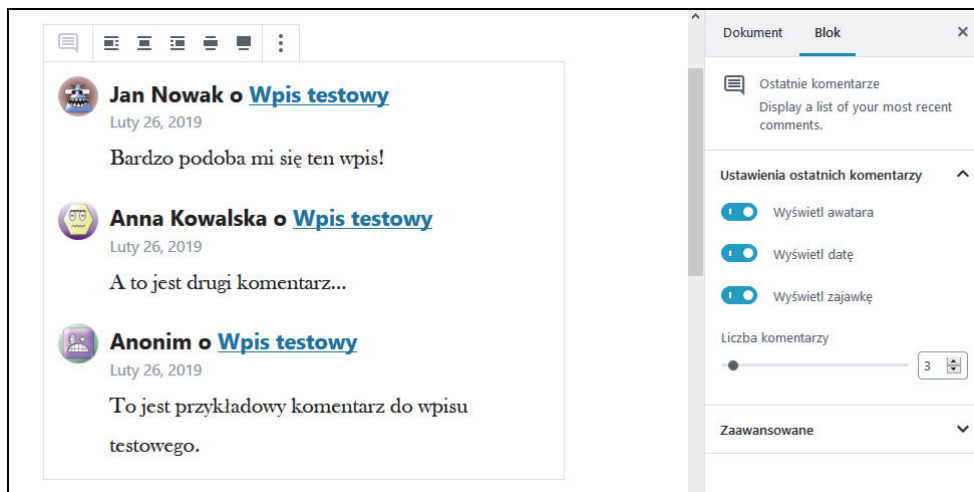 Jan Nowak o Wpis testowy
Luty 26, 2019
Bardzo podoba mi się ten wpis!
Anna Kowalska o Wpis testowy
Luty 26, 2019
A to jest drugi komentarz...
Anonim o Wpis testowy
Luty 26, 2019
To jest przykładowy komentarz do wpisu
testowego.
Dokument Blok
Ostatnie komentarze
Display a list of your most recent
comments.
Ustawienia ostatnich komentarzy
Wyświetl awatara
Wyświetl datę
Wyświetl zajawkę
Liczba komentarzy
3
Zaawansowane